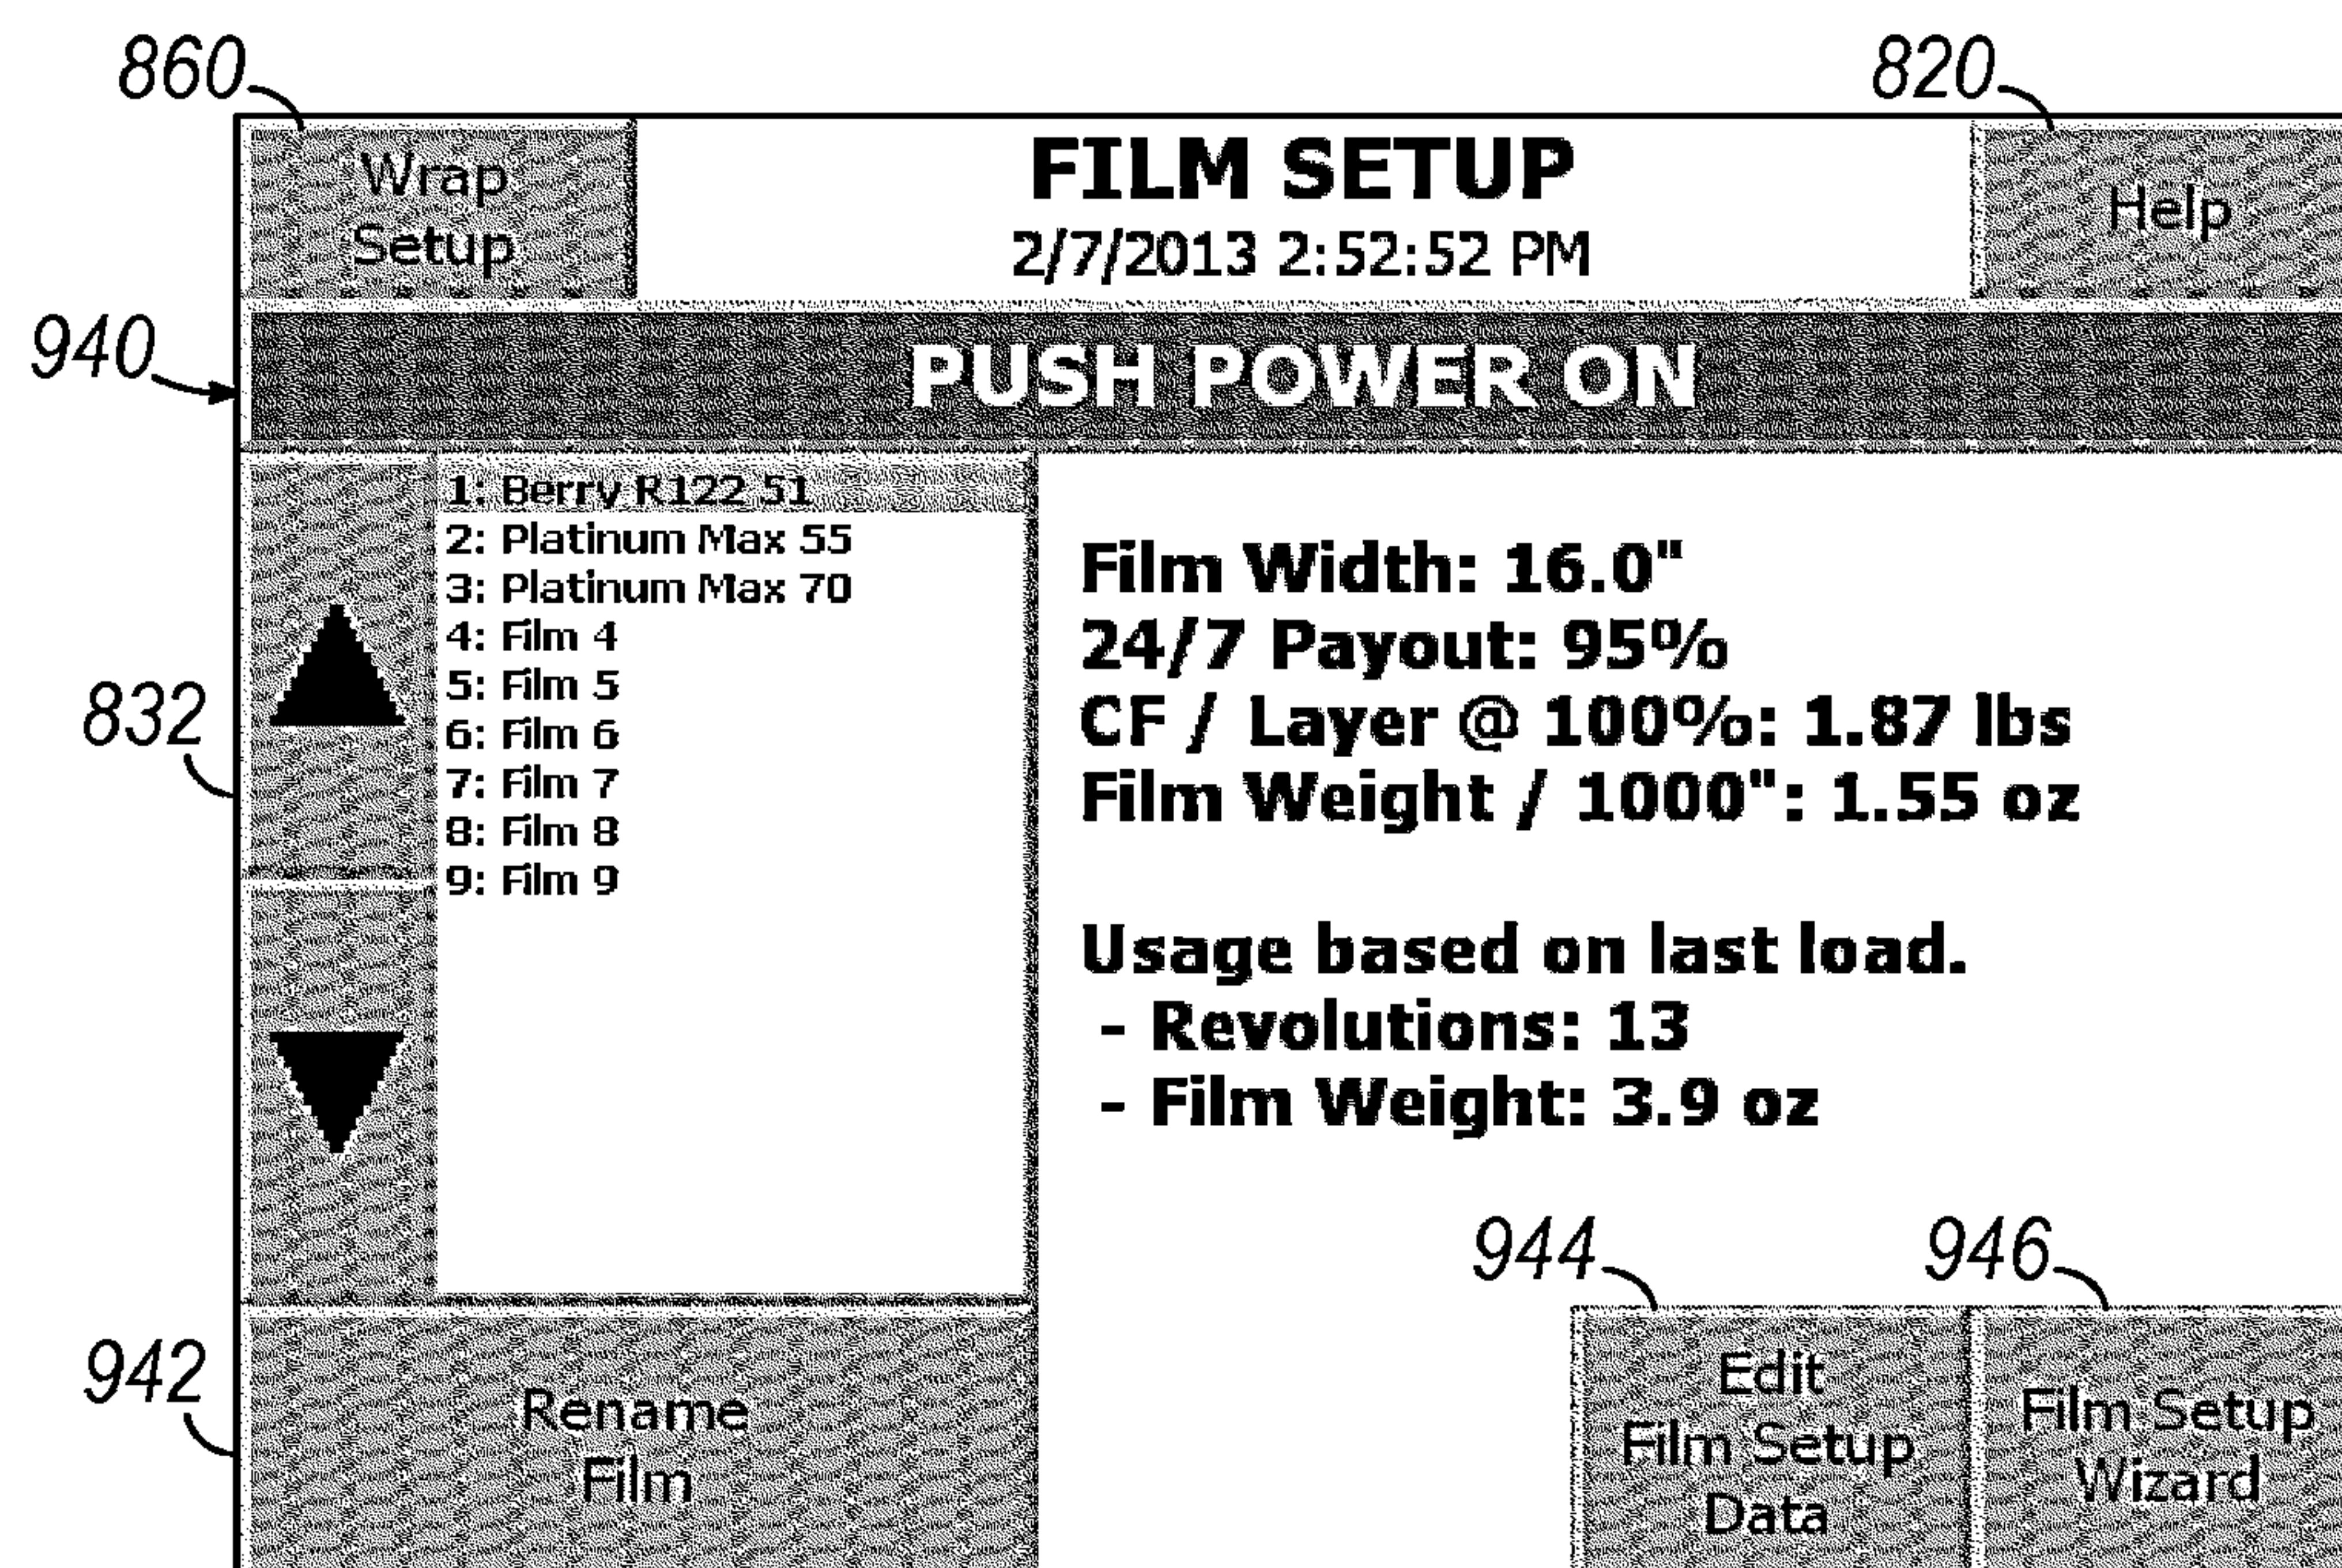 860
820
Wrap
Setup
FILM SETUP
2/7/2013 2:52:52 PM
Help
940
PUSH POWER ON
1: Berry R122 51
2: Platinum Max 55
3: Platinum Max 70
4: Film 4
5: Film 5
6: Film 6
7: Film 7
8: Film 8
9: Film 9
832
Film Width: 16.0"
24/7 Payout: 95%
CF / Layer @ 100%: 1.87 lbs
Film Weight / 1000": 1.55 oz
Usage based on last load.
- Revolutions: 13
- Film Weight: 3.9 oz
944
946
942
Rename
Film
Edit
Film Setup
Data
Film Setup
Wizard